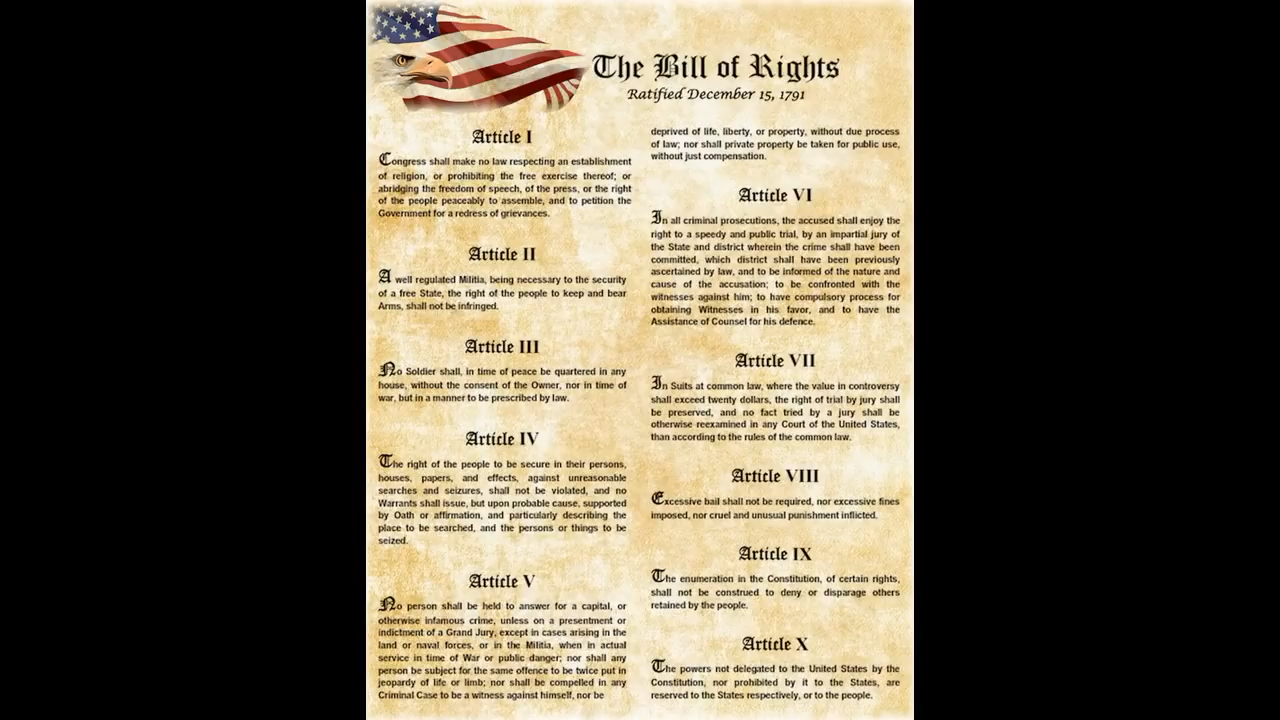 The Bill of Rights
Ratified December 15, 1791
Article I
Congress shall make no law respecting an establishment
of religion, or prohibiting the free exercise thereof; or
abridging the freedom of speech, of the press, or the right
of the people peaceably to assemble, and to petition the
Government for a redress of grievances.
Article II
A well regulated Militia, being necessary to the security
of a free State, the right of the people to keep and bear
Arms, shall not be infringed.
Article III
No Soldier shall, in time of peace be quartered in any
house, without the consent of the Owner, nor in time of
war, but in a manner to be prescribed by law.
Article IV
The right of the people to be secure in their persons,
houses, papers, and effects, against unreasonable
searches and seizures, shall not be violated, and no
Warrants shall issue, but upon probable cause, supported
by Oath or affirmation, and particularly describing the
place to be searched, and the persons or things to be
seized.
Article V
No person shall be held to answer for a capital, or
otherwise infamous crime, unless on a presentment or
indictment of a Grand Jury, except in cases arising in the
land or naval forces, or in the Militia, when in actual
service in time of War or public danger; nor shall any
person be subject for the same offence to be twice put in
jeopardy of life or limb; nor shall be compelled in any
Criminal Case to be a witness against himself, nor be
deprived of life, liberty, or property, without due process
of law; nor shall private property be taken for public use,
without just compensation.
Article VI
In all criminal prosecutions, the accused shall enjoy the
right to a speedy and public trial, by an impartial jury of
the State and district wherein the crime shall have been
committed, which district shall have been previously
ascertained by law, and to be informed of the nature and
cause of the accusation; to be confronted with the
witnesses against him; to have compulsory process for
obtaining Witnesses in his favor, and to have the
Assistance of Counsel for his defence.
Article VII
In Suits at common law, where the value in controversy
shall exceed twenty dollars, the right of trial by jury shall
be preserved, and no fact tried by a jury shall be
otherwise reexamined in any Court of the United States,
than according to the rules of the common law.
Article VIII
Excessive bail shall not be required, nor excessive fines
imposed, nor cruel and unusual punishment inflicted.
Article IX
The enumeration in the Constitution, of certain rights,
shall not be construed to deny or disparage others
retained by the people.
Article X
The powers not delegated to the United States by the
Constitution, nor prohibited by it to the States, are
reserved to the States respectively, or to the people.